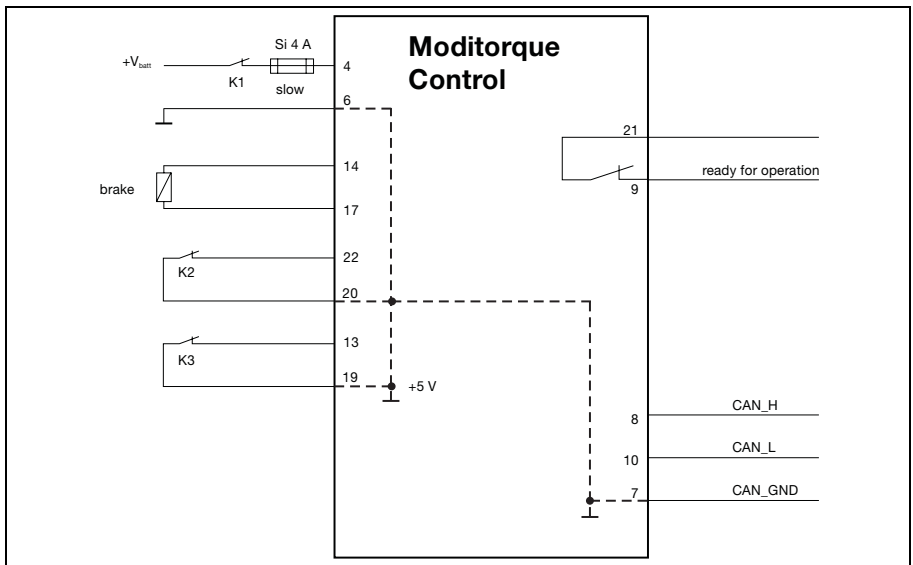 Moditorque
Control
Si 4 A
+Vbatt
K1
slow
4
6
14
brake
17
22
K2
20
13
K3
19
+5 V
21
ready for operation
9
CAN_H
8
CAN_L
10
CAN_GND
7